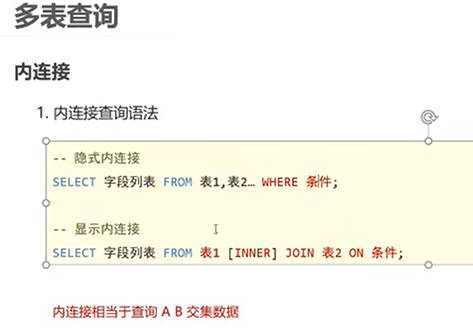 多表查询
内连接
1. 内连接查询语法
-- 隐式内连接
SELECT 字段列表 FROM 表1,表2… WHERE 条件;
-- 显示内连接
SELECT 字段列表 FROM 表1 [INNER] JOIN 表2 ON 条件;
内连接相当于查询 A B 交集数据